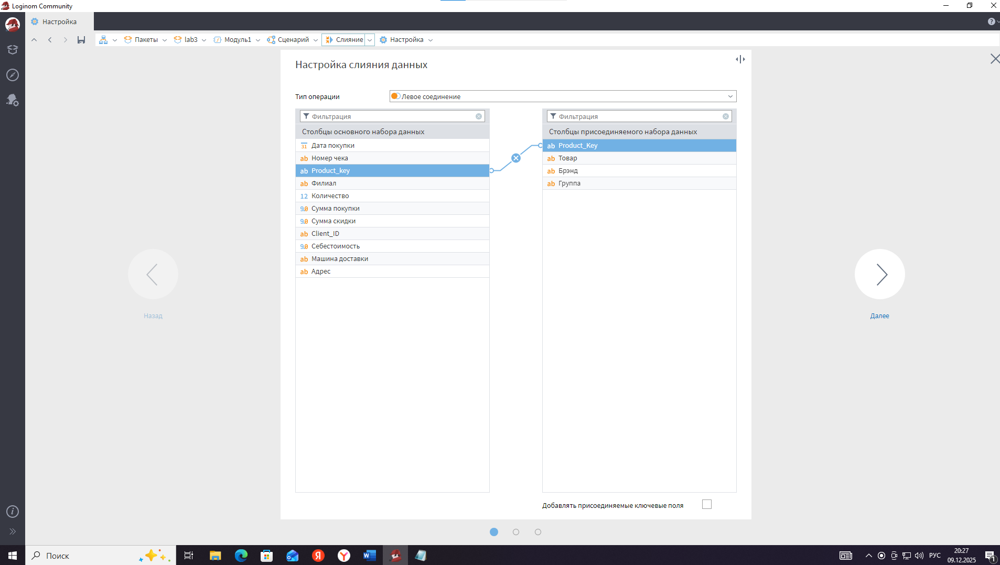 Loginom Community
Настройка
Пакеты lab3 Модуль1 Сценарий Слияние Настройка
Настройка слияния данных
Тип операции Левое соединение
Фильтрация Фильтрация
Столбцы основного набора данных Столбцы присоединяемого набора данных
31 Дата покупки ab Product_Key
ab Номер чека ab Товар
ab Product_key ab Брэнд
ab Филиал ab Группа
12 Количество
9.0 Сумма покупки
9.0 Сумма скидки
ab Client_ID
9.0 Себестоимость
ab Машина доставки
ab Адрес
Назад Далее
Добавлять присоединяемые ключевые поля
Поиск
РУС
20:27
09.12.2025
1